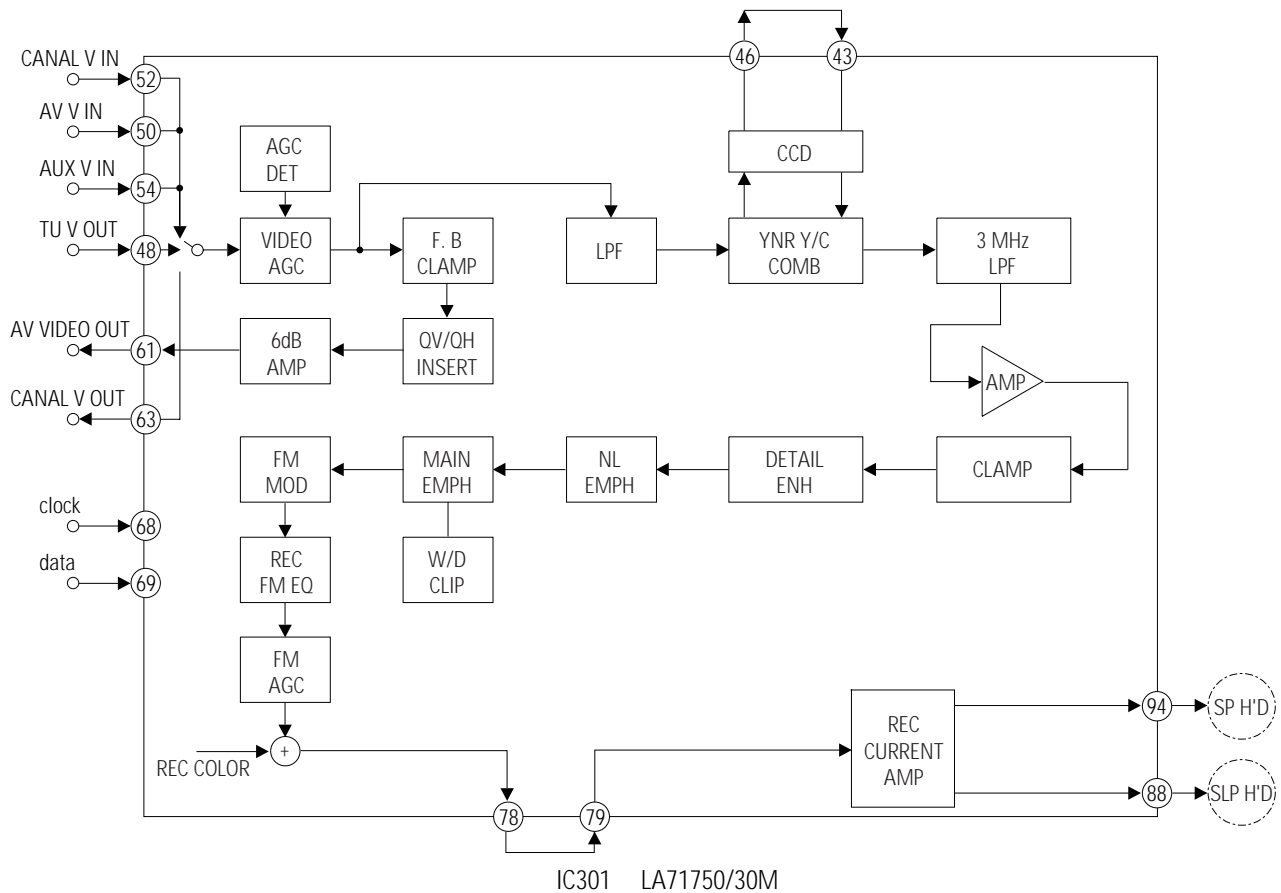 CANAL V IN
52
46
43
AV V IN
50
AGC
DET
CCD
AUX V IN
54
TU V OUT
48
VIDEO
AGC
F. B
CLAMP
LPF
YNR Y/C
COMB
3 MHz
LPF
AV VIDEO OUT
61
6dB
AMP
QV/QH
INSERT
AMP
CANAL V OUT
63
FM
MOD
MAIN
EMPH
NL
EMPH
DETAIL
ENH
CLAMP
clock
68
data
69
REC
FM EQ
W/D
CLIP
FM
AGC
REC COLOR
+
REC
CURRENT
AMP
94
SP H'D
88
SLP H'D
78
79
IC301 LA71750/30M